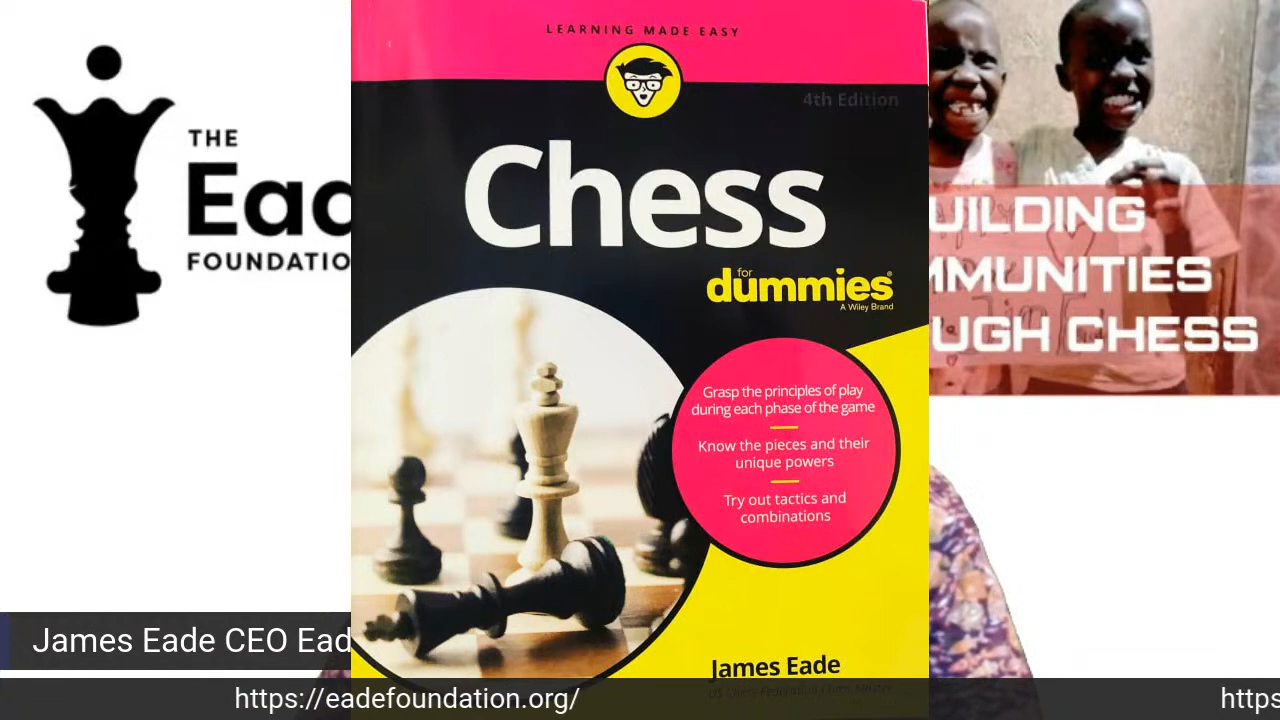 THE
Ead
FOUNDATIO
LEARNING MADE EASY
4th Edition
Chess
for
dummies®
A Wiley Brand
Grasp the principles of play
during each phase of the game
Know the pieces and their
unique powers
Try out tactics and
combinations
James Eade
UILDING
MMUNITIES
UGH CHESS
James Eade CEO Ead
https://eadefoundation.org/
https